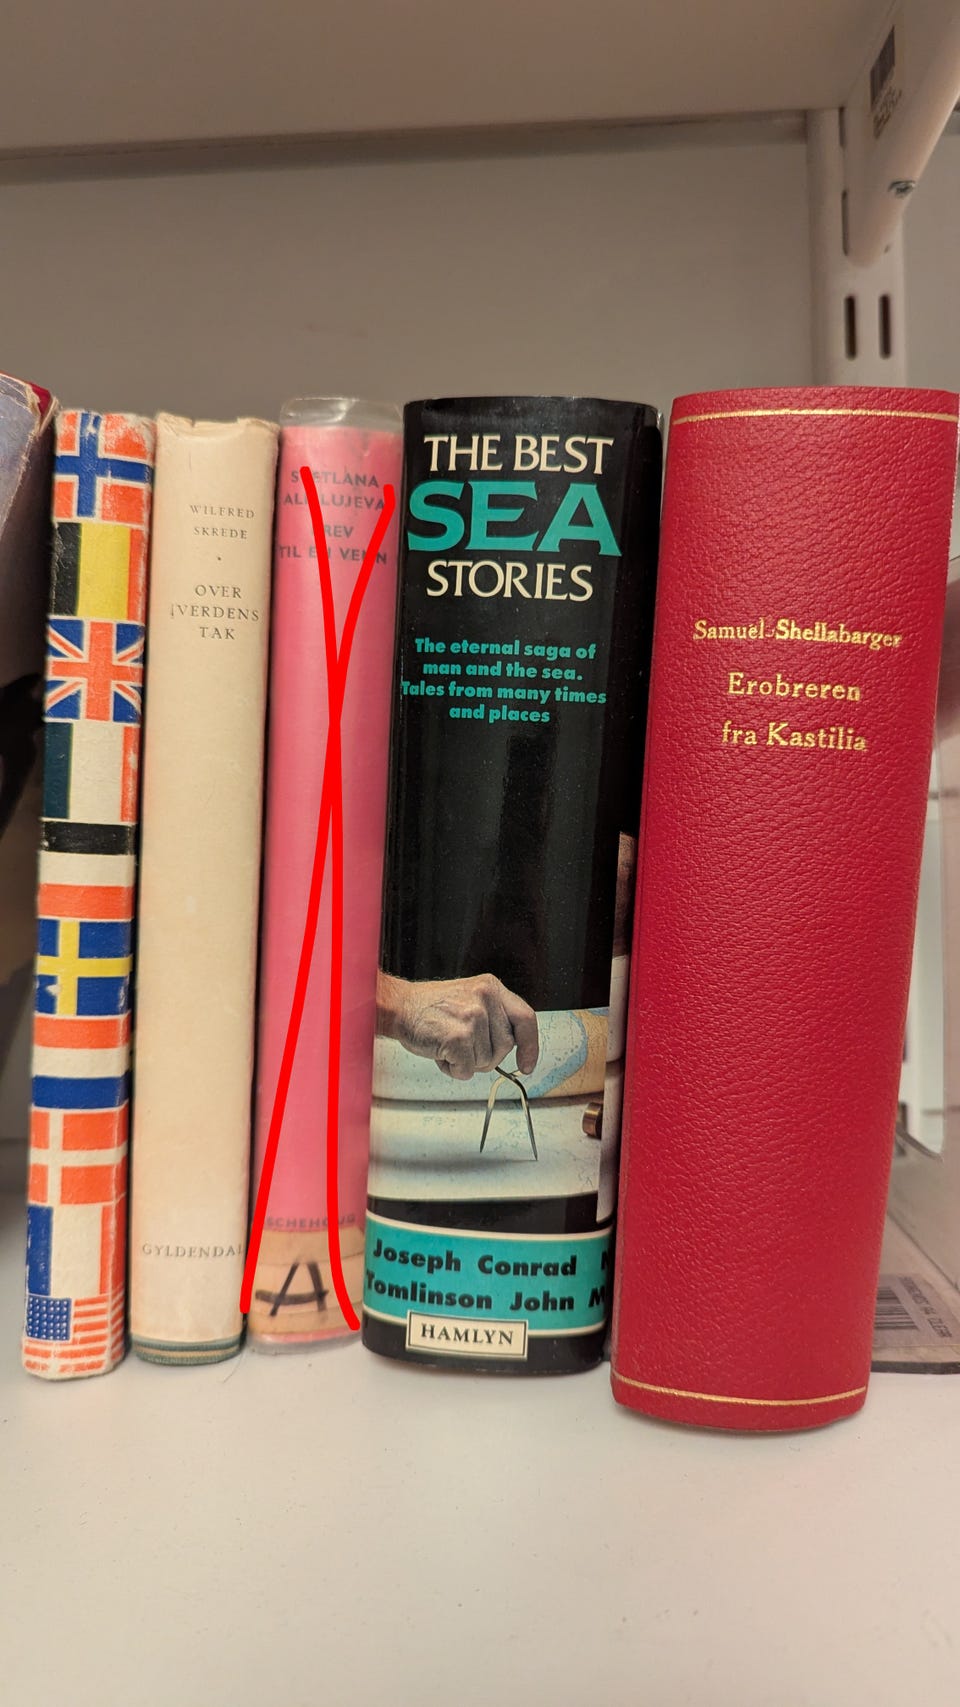 WILFRED
SKREDE
OVER
VERDENS
TAK
GYLDENDAL
TIL
A
THE BEST
SEA
STORIES
The eternal saga of
man and the sea.
Tales from many times
and places
Joseph Conrad
Tomlinson John
HAMLYN
Samuel Shellabarger
Erobreren
fra Kastilia